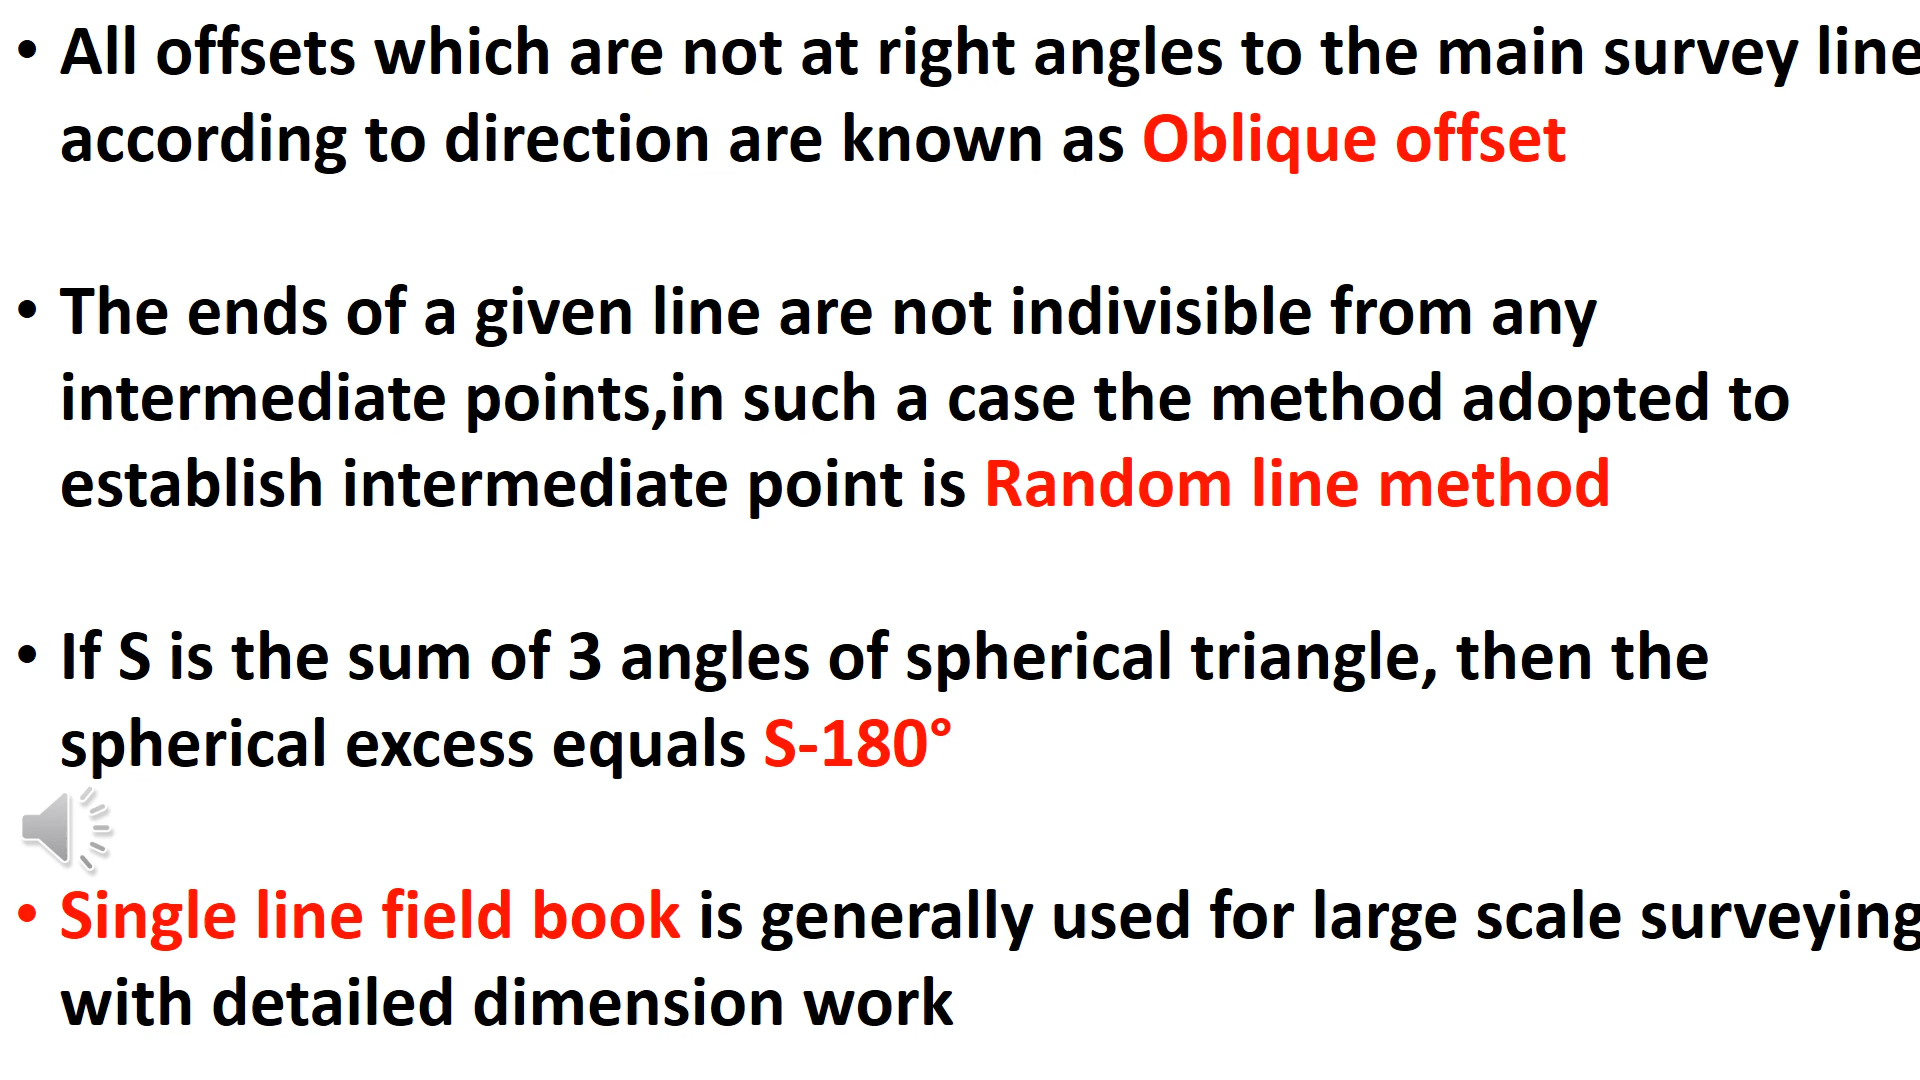 • All offsets which are not at right angles to the main survey line
according to direction are known as Oblique offset
• The ends of a given line are not indivisible from any
intermediate points,in such a case the method adopted to
establish intermediate point is Random line method
• If S is the sum of 3 angles of spherical triangle, then the
spherical excess equals S-180°
• Single line field book is generally used for large scale surveying
with detailed dimension work